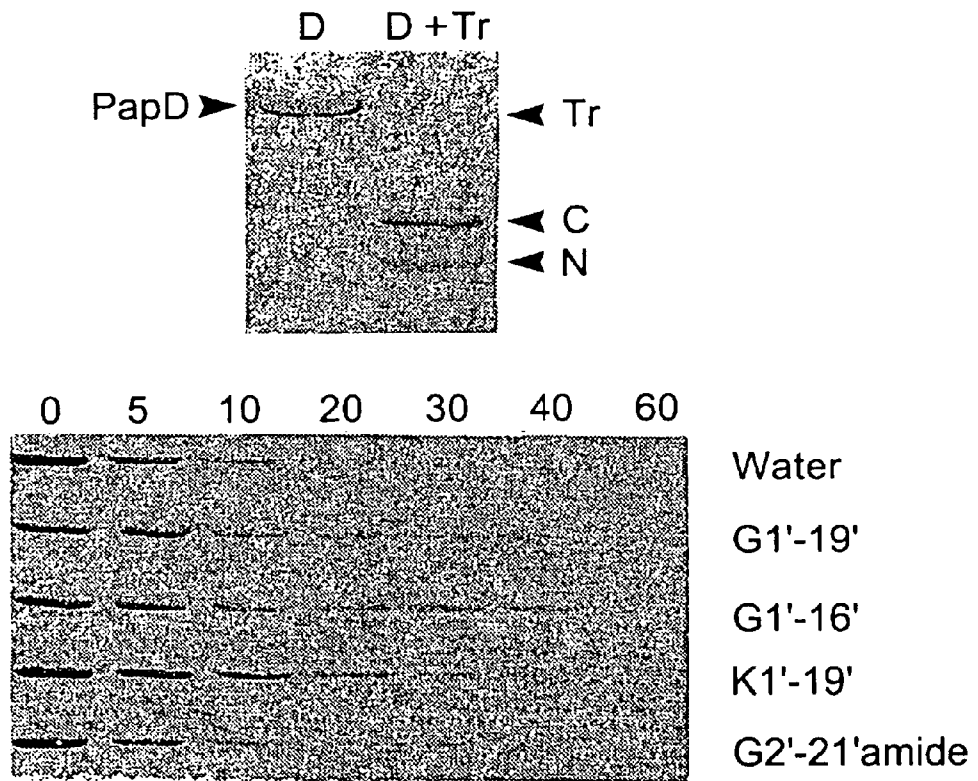 D D + Tr
PapD Tr
C
N
0 5 10 20 30 40 60
Water
G1'-19'
G1'-16'
K1'-19'
G2'-21'amide